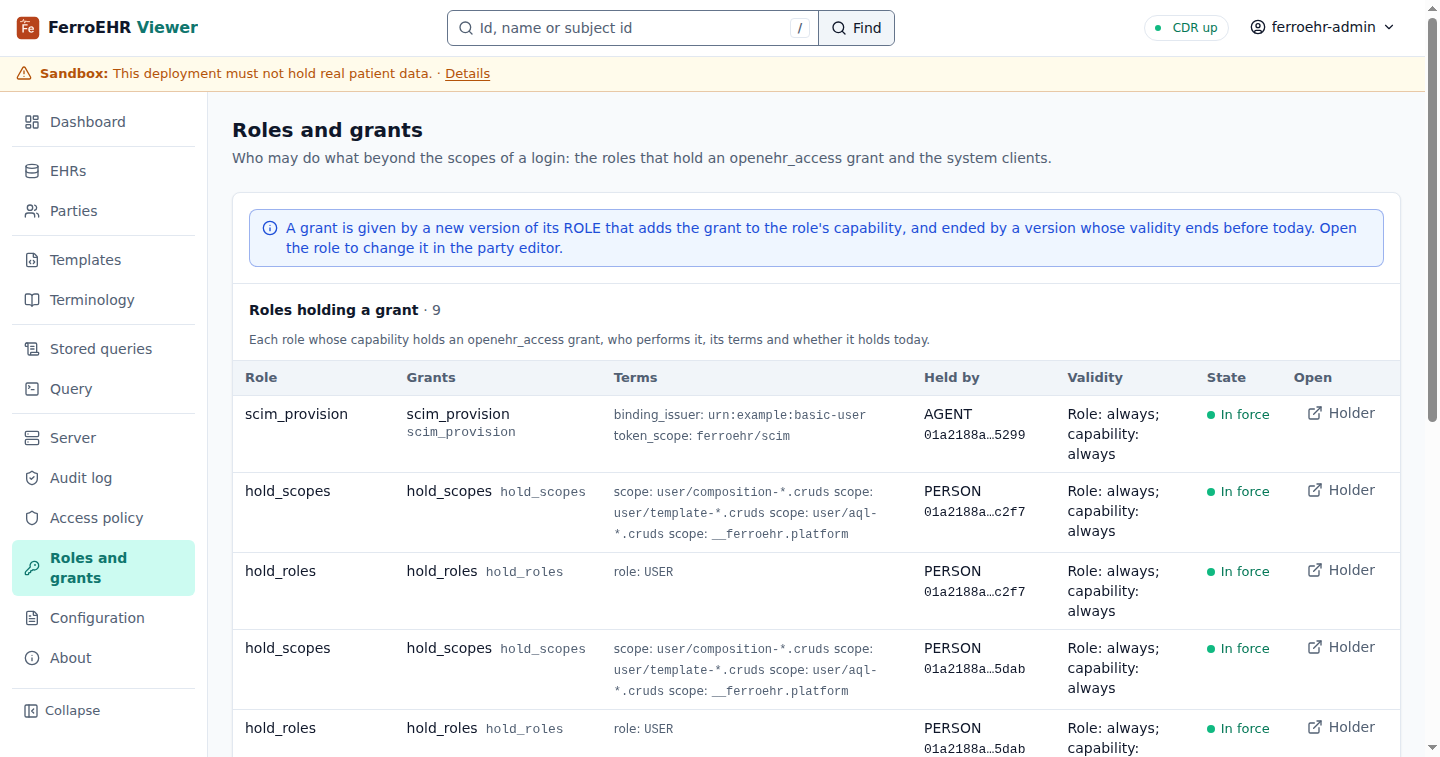 FerroEHR Viewer
Id, name or subject id
/
Find
CDR up
ferroehr-admin
Sandbox: This deployment must not hold real patient data. · Details
Dashboard
EHRs
Parties
Templates
Terminology
Stored queries
Query
Server
Audit log
Access policy
Roles and
grants
Configuration
About
Collapse
Roles and grants
Who may do what beyond the scopes of a login: the roles that hold an openehr_access grant and the system clients.
A grant is given by a new version of its ROLE that adds the grant to the role's capability, and ended by a version whose validity ends before today. Open
the role to change it in the party editor.
Roles holding a grant · 9
Each role whose capability holds an openehr_access grant, who performs it, its terms and whether it holds today.
Role Grants Terms Held by Validity State Open
scim_provision scim_provision binding_issuer: urn:example:basic-user AGENT Role: always; In force Holder
scim_provision token_scope: ferroehr/scim 01a2188a…5299 capability:
always
hold_scopes hold_scopes hold_scopes scope: user/composition-*.cruds scope: PERSON Role: always; In force Holder
user/template-*.cruds scope: user/aql- 01a2188a…c2f7 capability:
*.cruds scope: __ferroehr.platform always
hold_roles hold_roles hold_roles role: USER PERSON Role: always; In force Holder
01a2188a…c2f7 capability:
always
hold_scopes hold_scopes hold_scopes scope: user/composition-*.cruds scope: PERSON Role: always; In force Holder
user/template-*.cruds scope: user/aql- 01a2188a…5dab capability:
*.cruds scope: __ferroehr.platform always
hold_roles hold_roles hold_roles role: USER PERSON Role: always; In force Holder
01a2188a…5dab capability: